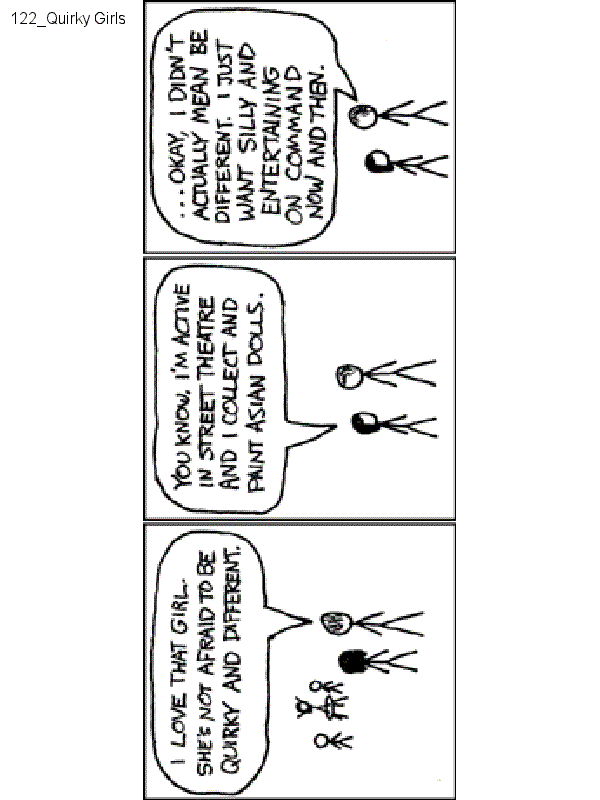 122_Quirky Girls
I LOVE THAT GIRL.
SHE'S NOT AFRAID TO BE
QUIRKY AND DIFFERENT.
YOU KNOW, I'M ACTIVE
IN STREET THEATRE
AND I COLLECT AND
PAINT ASIAN DOLLS.
...OKAY, I DIDN'T
ACTUALLY MEAN BE
DIFFERENT. I JUST
WANT SILLY AND
ENTERTAINING
ON COMMAND
NOW AND THEN.